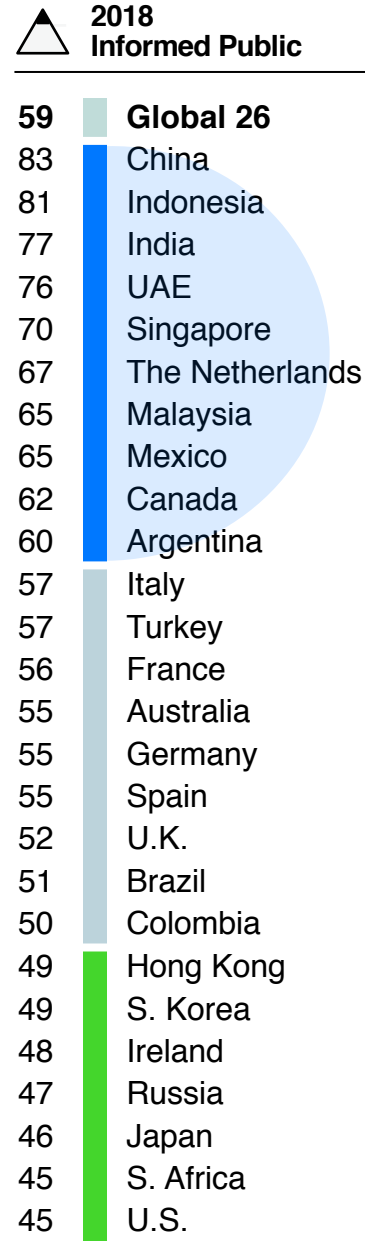 2018
Informed Public
59 Global 26
83 China
81 Indonesia
77 India
76 UAE
70 Singapore
67 The Netherlands
65 Malaysia
65 Mexico
62 Canada
60 Argentina
57 Italy
57 Turkey
56 France
55 Australia
55 Germany
55 Spain
52 U.K.
51 Brazil
50 Colombia
49 Hong Kong
49 S. Korea
48 Ireland
47 Russia
46 Japan
45 S. Africa
45 U.S.